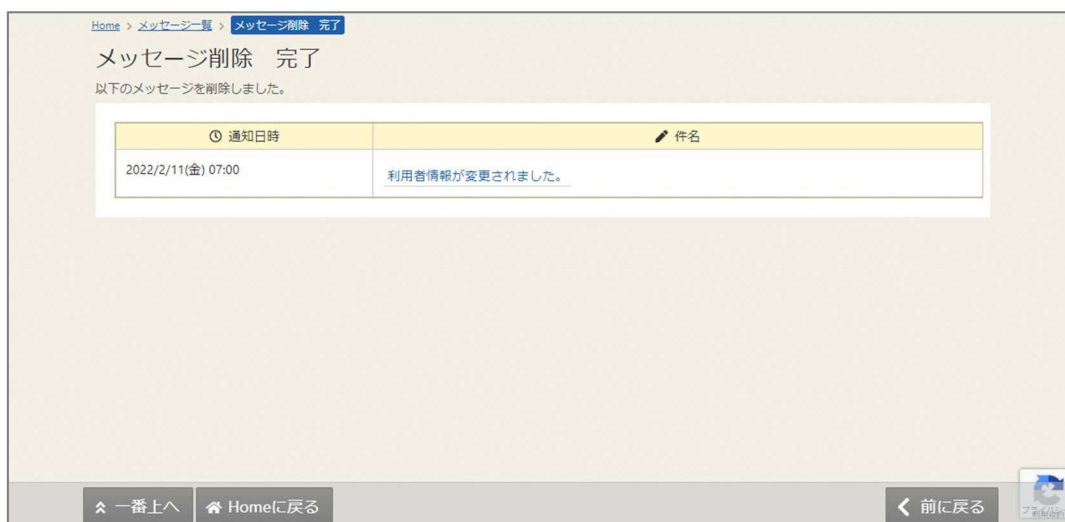 Home > メッセージ一覧 > メッセージ削除　完了
メッセージ削除　完了
以下のメッセージを削除しました。
通知日時 件名
2022/2/11(金) 07:00 利用者情報が変更されました。
一番上へ Homeに戻る 前に戻る